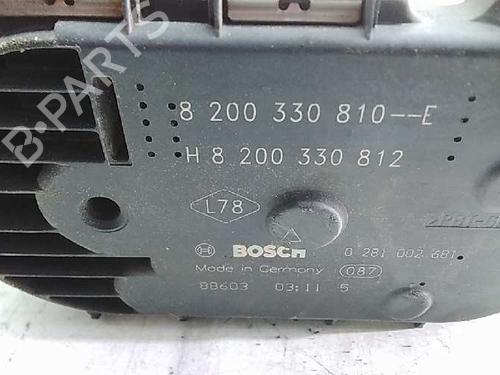 8 200 330 810--E
H 8 200 330 812
L78
BOSCH 0 281 002 681
Made in Germany 087
88603 03:11 5